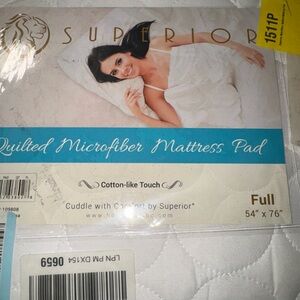 SUPERIOR
1511P
Quilted Microfiber Mattress Pad
Cotton-like Touch
Cuddle with Comfort by Superior®
Full
54" x 76"
LPN PM DX154
0659